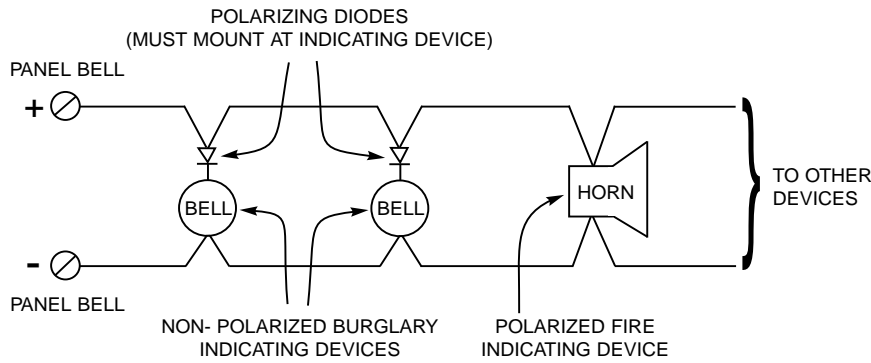 POLARIZING DIODES
(MUST MOUNT AT INDICATING DEVICE)
PANEL BELL
+
BELL
BELL
HORN
TO OTHER
DEVICES
-
PANEL BELL
NON- POLARIZED BURGLARY
INDICATING DEVICES
POLARIZED FIRE
INDICATING DEVICE